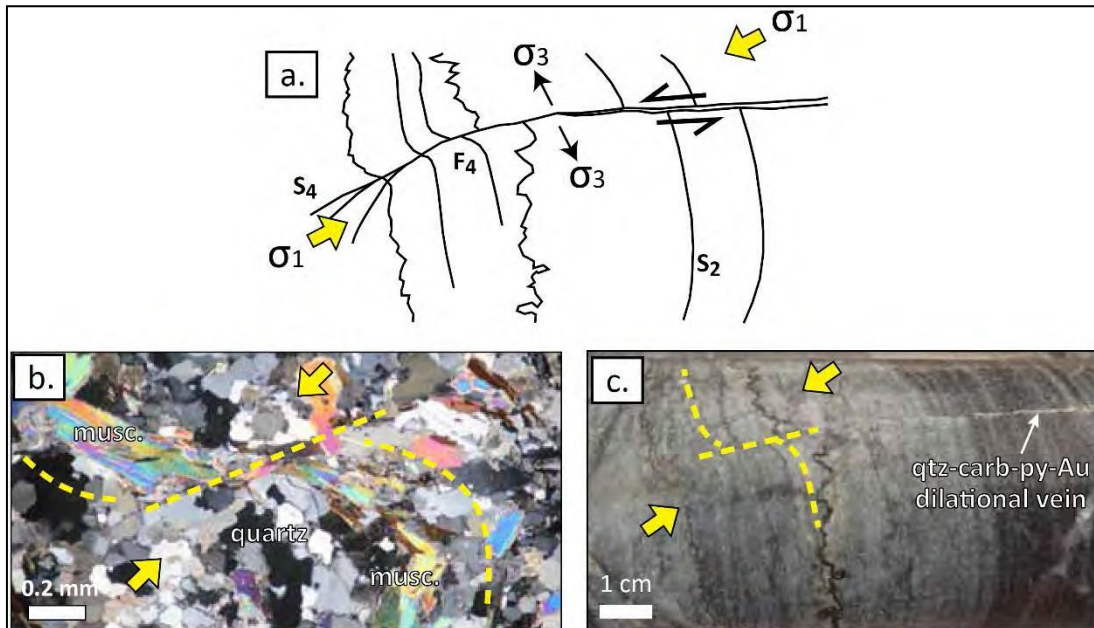 a.
σ1
σ3
σ3
F4
S4
σ1
S2
b.
musc.
quartz
musc.
0.2 mm
c.
qtz-carb-py-Au
dilational vein
1 cm